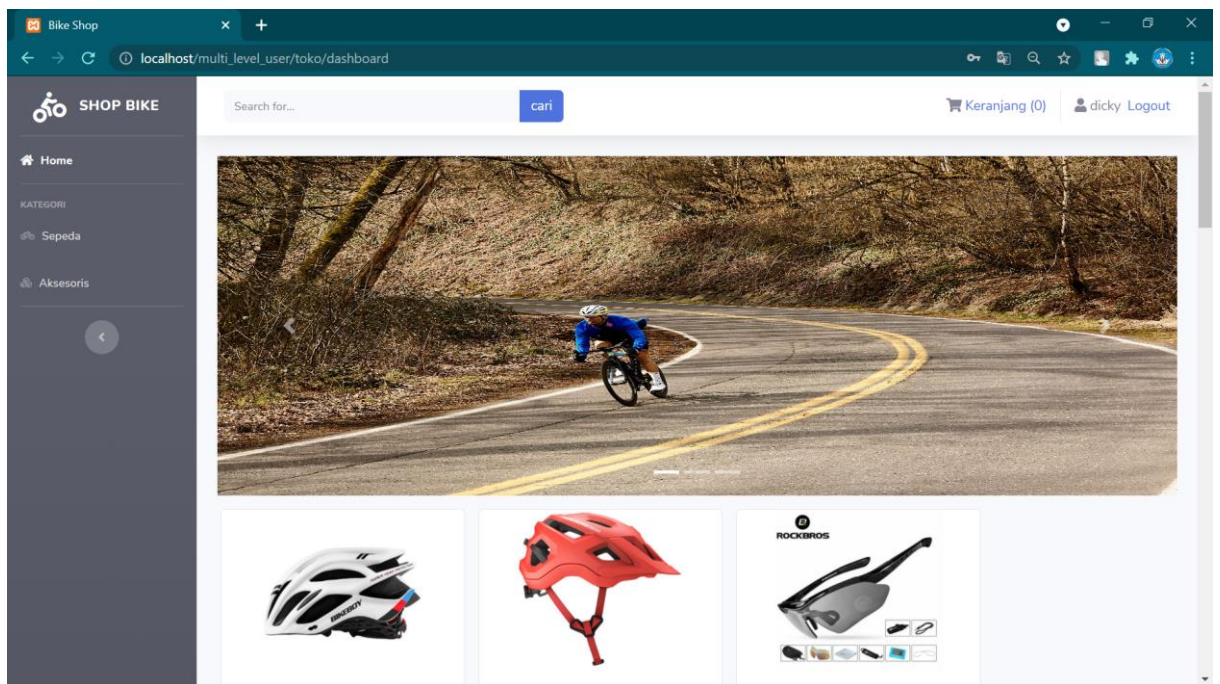 Bike Shop
localhost/multi_level_user/toko/dashboard
SHOP BIKE
Search for...
cari
Keranjang (0)
dicky Logout
Home
KATEGORI
Sepeda
Aksesoris
BIKEBOY
ROCKBROS